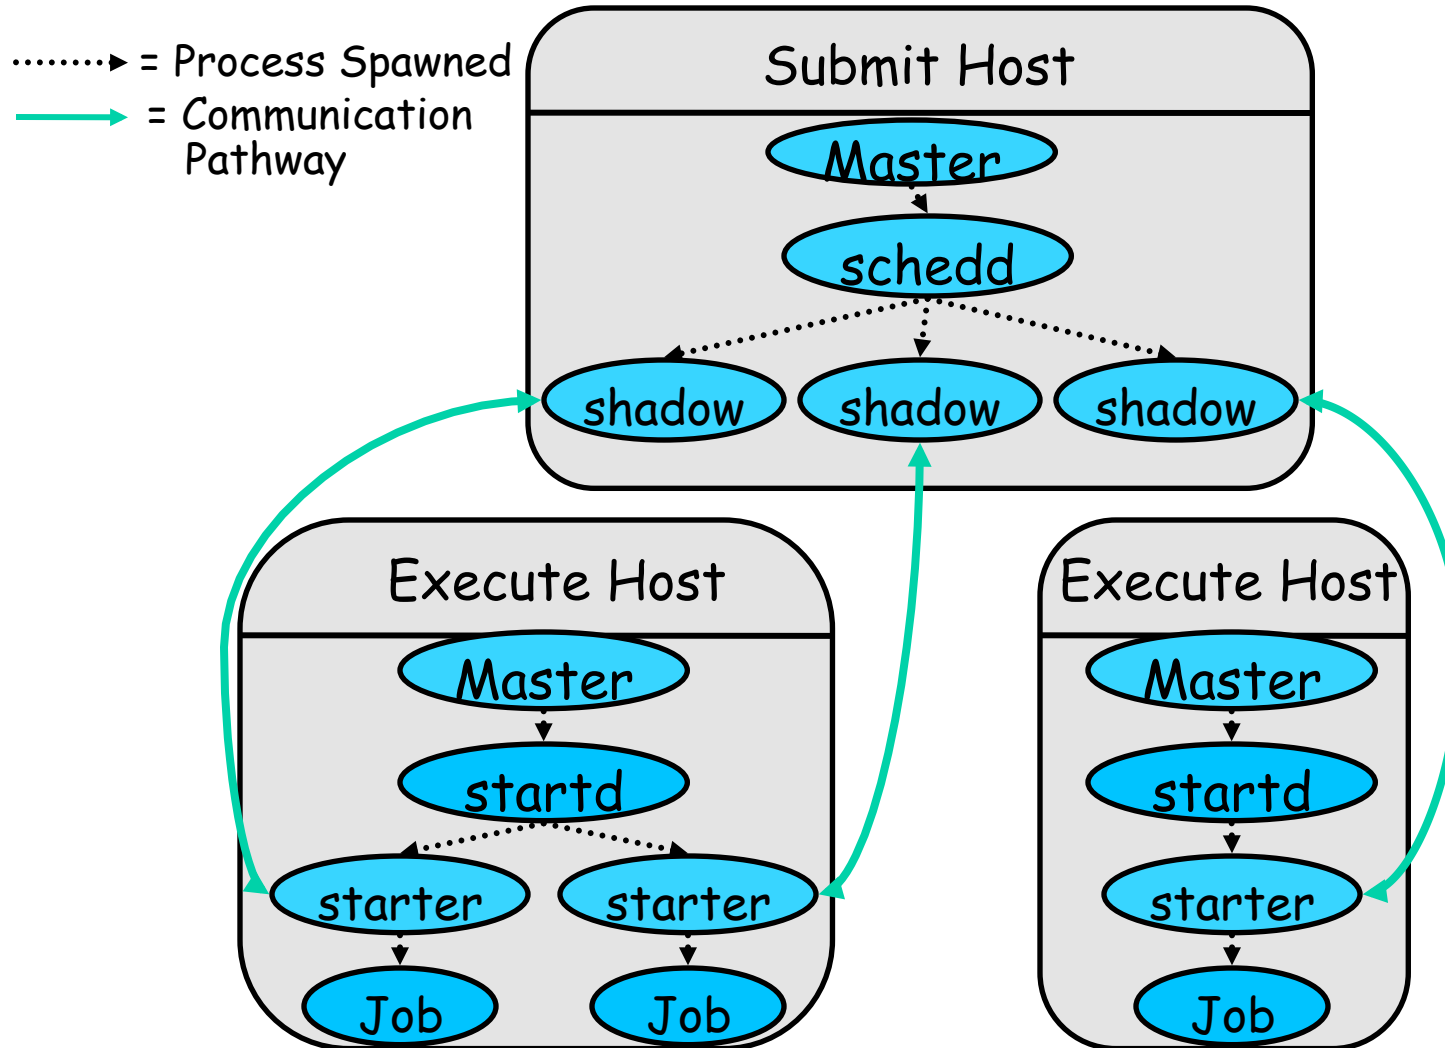 = Process Spawned
= Communication
Pathway
Submit Host
Master
schedd
shadow shadow shadow
Execute Host
Master
startd
starter starter
Job Job
Execute Host
Master
startd
starter
Job